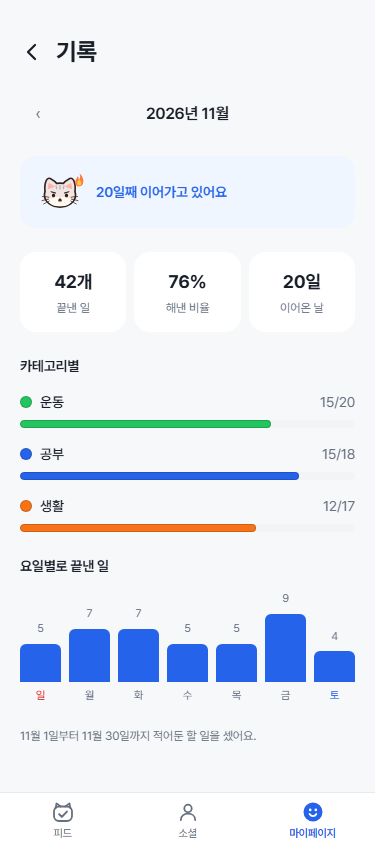 기록
‹ 2026년 11월
20일째 이어가고 있어요
42개 76% 20일
끝낸 일 해낸 비율 이어온 날
카테고리별
운동 15/20
공부 15/18
생활 12/17
요일별로 끝낸 일
5 7 7 5 5 9 4
일 월 화 수 목 금 토
11월 1일부터 11월 30일까지 적어둔 할 일을 셌어요.
피드 소셜 마이페이지